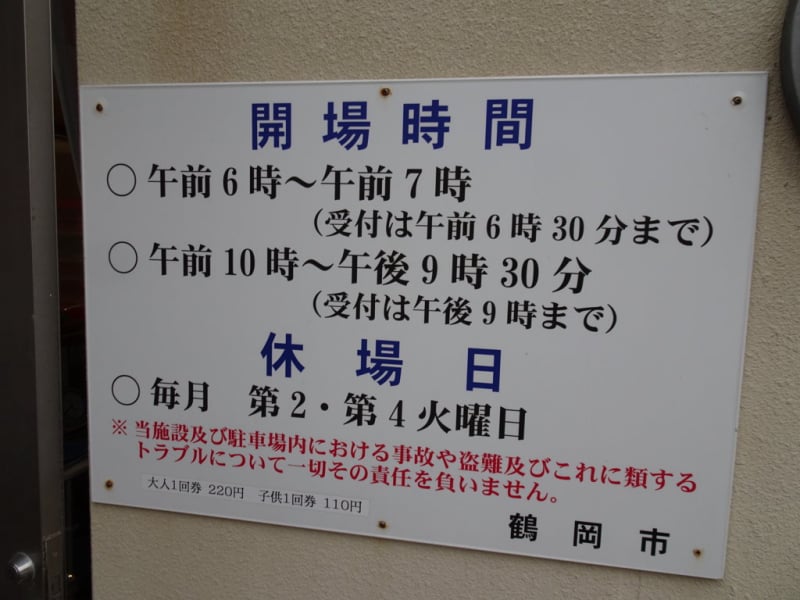 開場時間
○ 午前6時～午前7時
（受付は午前6時30分まで）
○ 午前10時～午後9時30分
（受付は午後9時まで）
休場日
○ 毎月　第2・第4火曜日
※ 当施設及び駐車場内における事故や盗難及びこれに類する
トラブルについて一切その責任を負いません。
大人1回券 220円　子供1回券 110円
鶴岡市